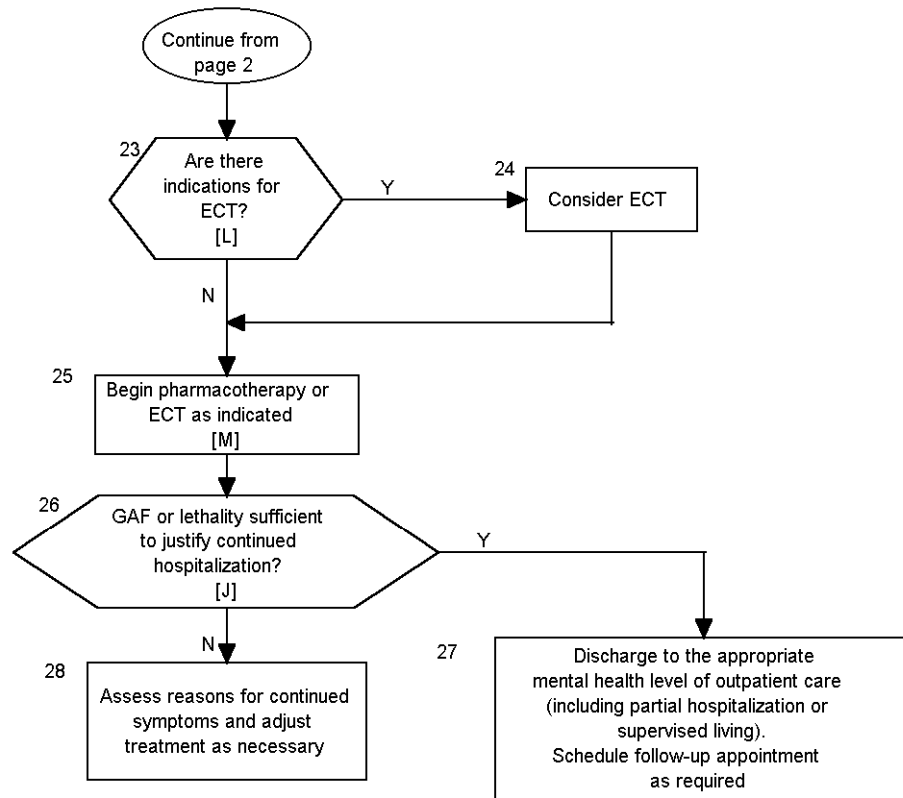 Continue from
page 2
23
Are there
indications for
ECT?
[L]
Y
24
Consider ECT
N
25
Begin pharmacotherapy or
ECT as indicated
[M]
26
GAF or lethality sufficient
to justify continued
hospitalization?
[J]
Y
N
27
Discharge to the appropriate
mental health level of outpatient care
(including partial hospitalization or
supervised living).
Schedule follow-up appointment
as required
28
Assess reasons for continued
symptoms and adjust
treatment as necessary